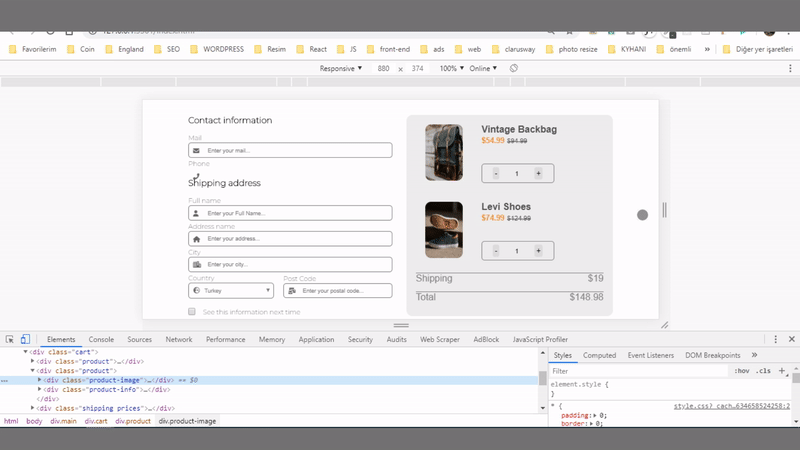 Favorilerim Coin England SEO WORDPRESS Resim React JS front-end ads web clarusway photo resize KYHANI önemli » Diğer yer işaretleri
Responsive ▼ 880 × 374 100% ▼ Online ▼
Contact information
Mail
Enter your mail...
Phone
Shipping address
Full name
Enter your Full Name...
Address name
Enter your address...
City
Enter your city...
Country Post Code
Turkey Enter your postal code...
See this information next time
Vintage Backbag
$54.99 $94.99
- 1 +
Levi Shoes
$74.99 $124.99
- 1 +
Shipping $19
Total $148.98
Elements Console Sources Network Performance Memory Application Security Audits Web Scraper AdBlock JavaScript Profiler
▼<div class="cart">
▶<div class="product">…</div>
▼<div class="product">
… ▶<div class="product-image">…</div> == $0
▶<div class="product-info">…</div>
</div>
▶<div class="shipping prices">…</div>
html body div.main div.cart div.product div.product-image
Styles Computed Event Listeners DOM Breakpoints »
Filter :hov .cls +
element.style {
}
* { style.css? cach…634658524258:2
padding:▶ 0;
border:▶ 0;